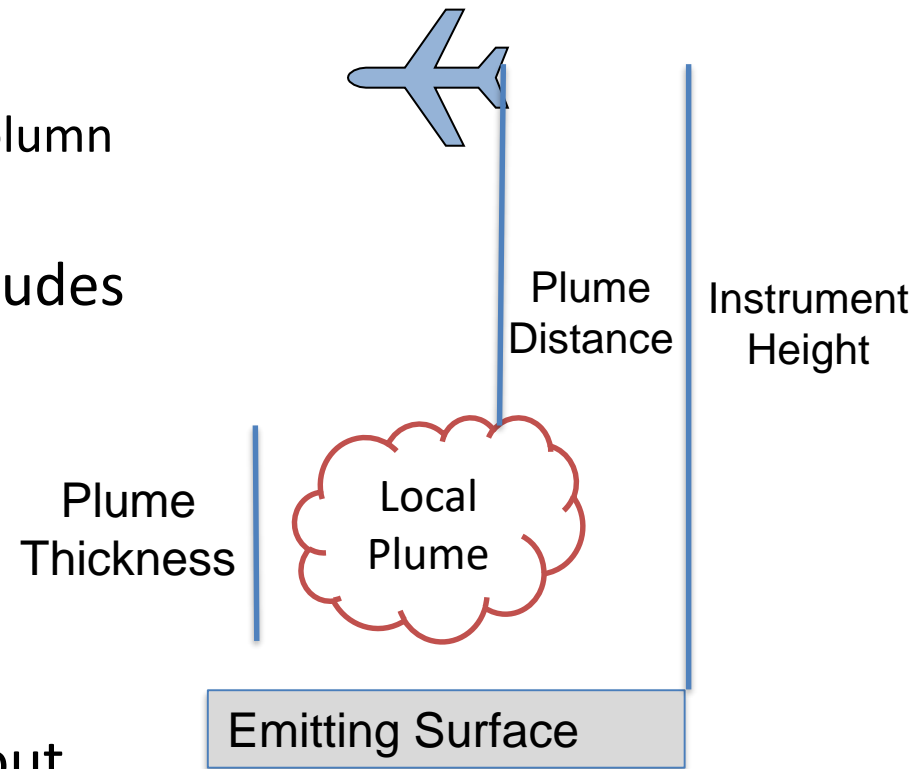 lumn
udes
Plume
Distance
Instrument
Height
Plume
Thickness
Local
Plume
Emitting Surface